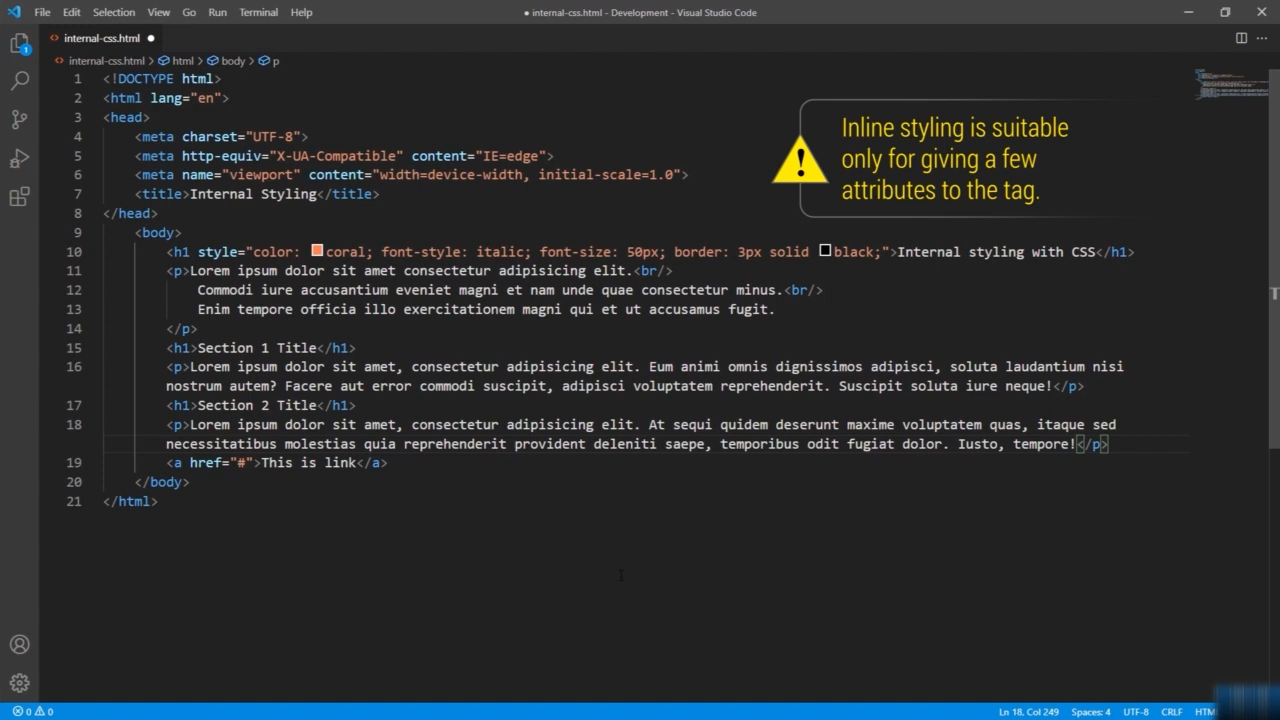 File Edit Selection View Go Run Terminal Help
● internal-css.html - Development - Visual Studio Code
1
internal-css.html ●
internal-css.html > html > body > p
1 <!DOCTYPE html>
2 <html lang="en">
3 <head>
4 <meta charset="UTF-8">
5 <meta http-equiv="X-UA-Compatible" content="IE=edge">
6 <meta name="viewport" content="width=device-width, initial-scale=1.0">
7 <title>Internal Styling</title>
8 </head>
9 <body>
10 <h1 style="color: coral; font-style: italic; font-size: 50px; border: 3px solid black;">Internal styling with CSS</h1>
11 <p>Lorem ipsum dolor sit amet consectetur adipisicing elit.<br/>
12 Commodi iure accusantium eveniet magni et nam unde quae consectetur minus.<br/>
13 Enim tempore officia illo exercitationem magni qui et ut accusamus fugit.
14 </p>
15 <h1>Section 1 Title</h1>
16 <p>Lorem ipsum dolor sit amet, consectetur adipisicing elit. Eum animi omnis dignissimos adipisci, soluta laudantium nisi
nostrum autem? Facere aut error commodi suscipit, adipisci voluptatem reprehenderit. Suscipit soluta iure neque!</p>
17 <h1>Section 2 Title</h1>
18 <p>Lorem ipsum dolor sit amet, consectetur adipisicing elit. At sequi quidem deserunt maxime voluptatem quas, itaque sed
necessitatibus molestias quia reprehenderit provident deleniti saepe, temporibus odit fugiat dolor. Iusto, tempore!</p>
19 <a href="#">This is link</a>
20 </body>
21 </html>
Inline styling is suitable
only for giving a few
attributes to the tag.
0 0
Ln 18, Col 249 Spaces: 4 UTF-8 CRLF HTM